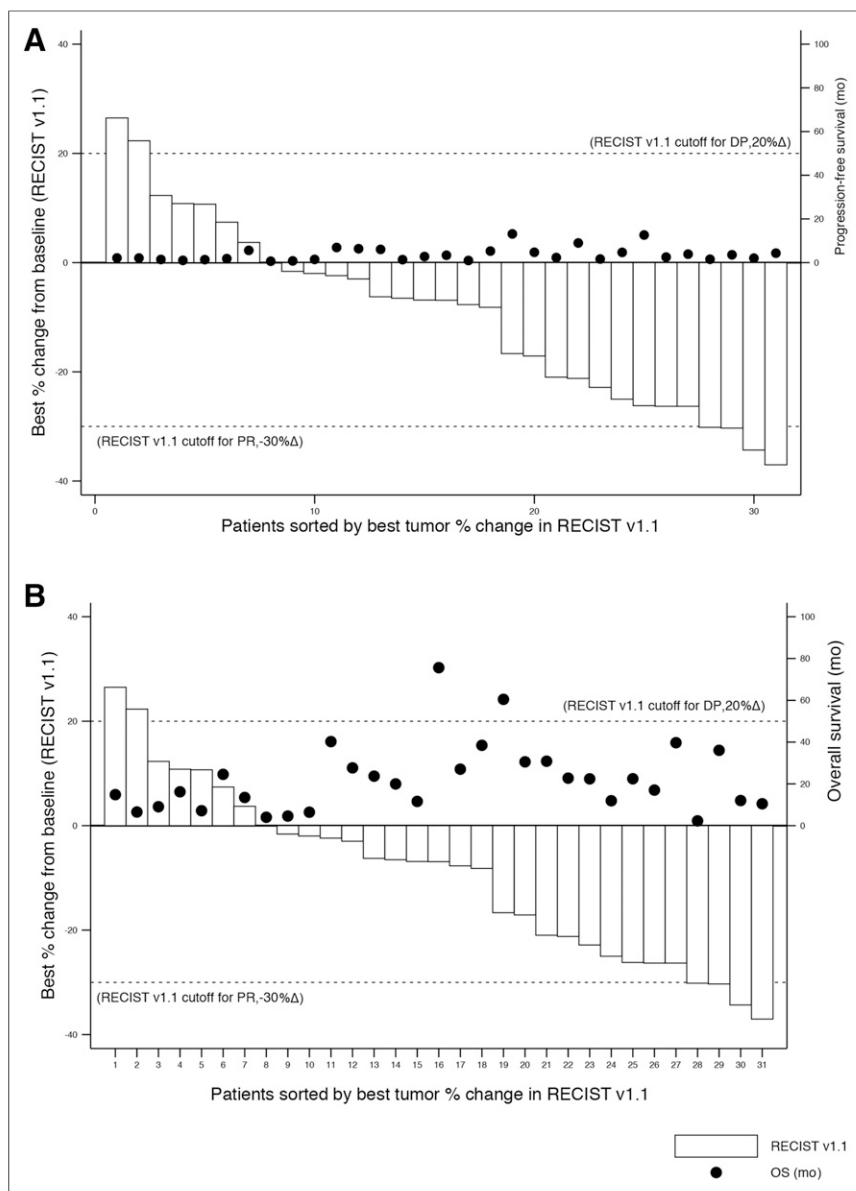 A
40
20
0
-20
-40
Best % change from baseline (RECIST v1.1)
(RECIST v1.1 cutoff for DP,20%Δ)
(RECIST v1.1 cutoff for PR,-30%Δ)
100
80
60
40
20
0
Progression-free survival (mo)
0 10 20 30
Patients sorted by best tumor % change in RECIST v1.1
B
40
20
0
-20
-40
Best % change from baseline (RECIST v1.1)
(RECIST v1.1 cutoff for DP,20%Δ)
(RECIST v1.1 cutoff for PR,-30%Δ)
100
80
60
40
20
0
Overall survival (mo)
1 2 3 4 5 6 7 8 9 10 11 12 13 14 15 16 17 18 19 20 21 22 23 24 25 26 27 28 29 30 31
Patients sorted by best tumor % change in RECIST v1.1
RECIST v1.1
OS (mo)